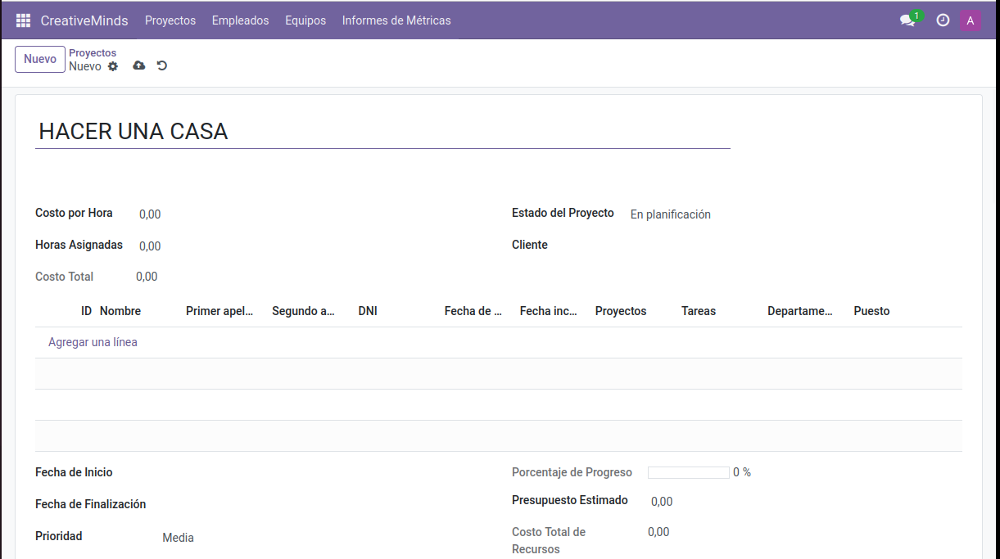 CreativeMinds Proyectos Empleados Equipos Informes de Métricas 1 A
Nuevo Proyectos
Nuevo
HACER UNA CASA
Costo por Hora 0,00 Estado del Proyecto En planificación
Horas Asignadas 0,00 Cliente
Costo Total 0,00
ID Nombre Primer apel... Segundo a... DNI Fecha de ... Fecha inc... Proyectos Tareas Departame... Puesto
Agregar una línea
Fecha de Inicio Porcentaje de Progreso 0 %
Fecha de Finalización Presupuesto Estimado 0,00
Prioridad Media Costo Total de 0,00
Recursos